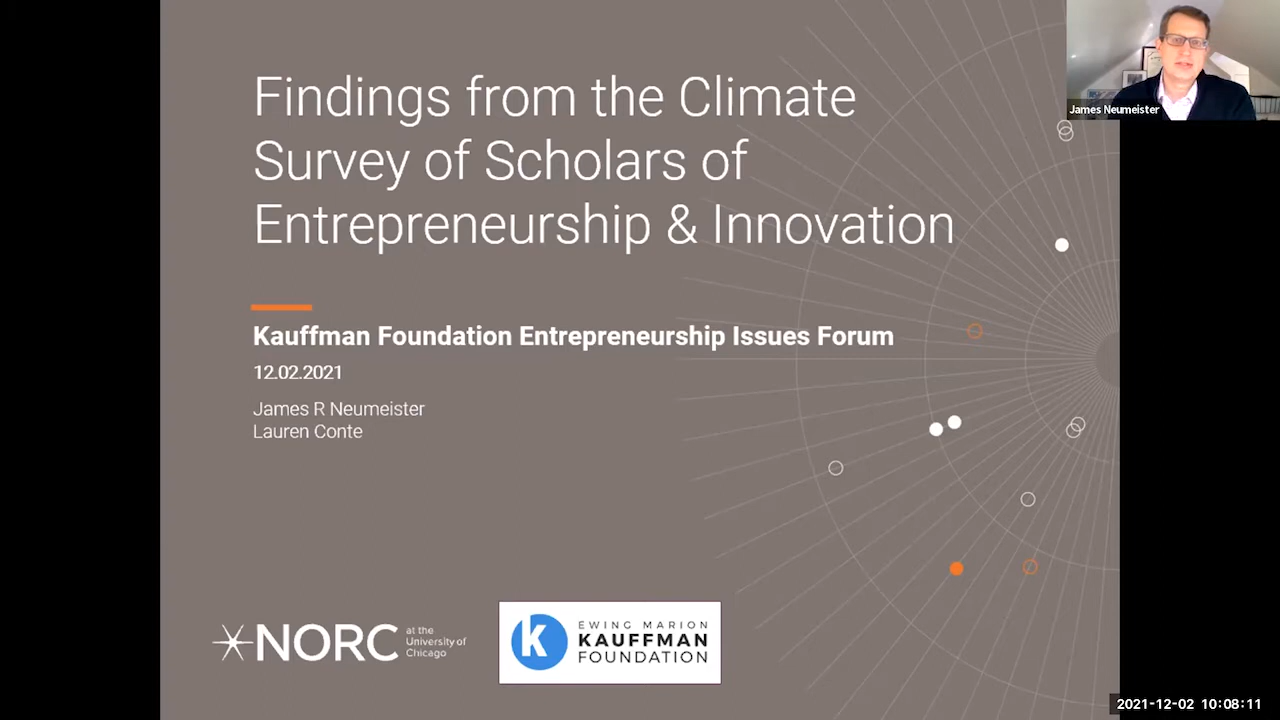 Findings from the Climate
Survey of Scholars of
Entrepreneurship & Innovation
Kauffman Foundation Entrepreneurship Issues Forum
12.02.2021
James R Neumeister
Lauren Conte
NORC
at the
University of
Chicago
K
EWING MARION
KAUFFMAN
FOUNDATION
James Neumeister
2021-12-02 10:08:11